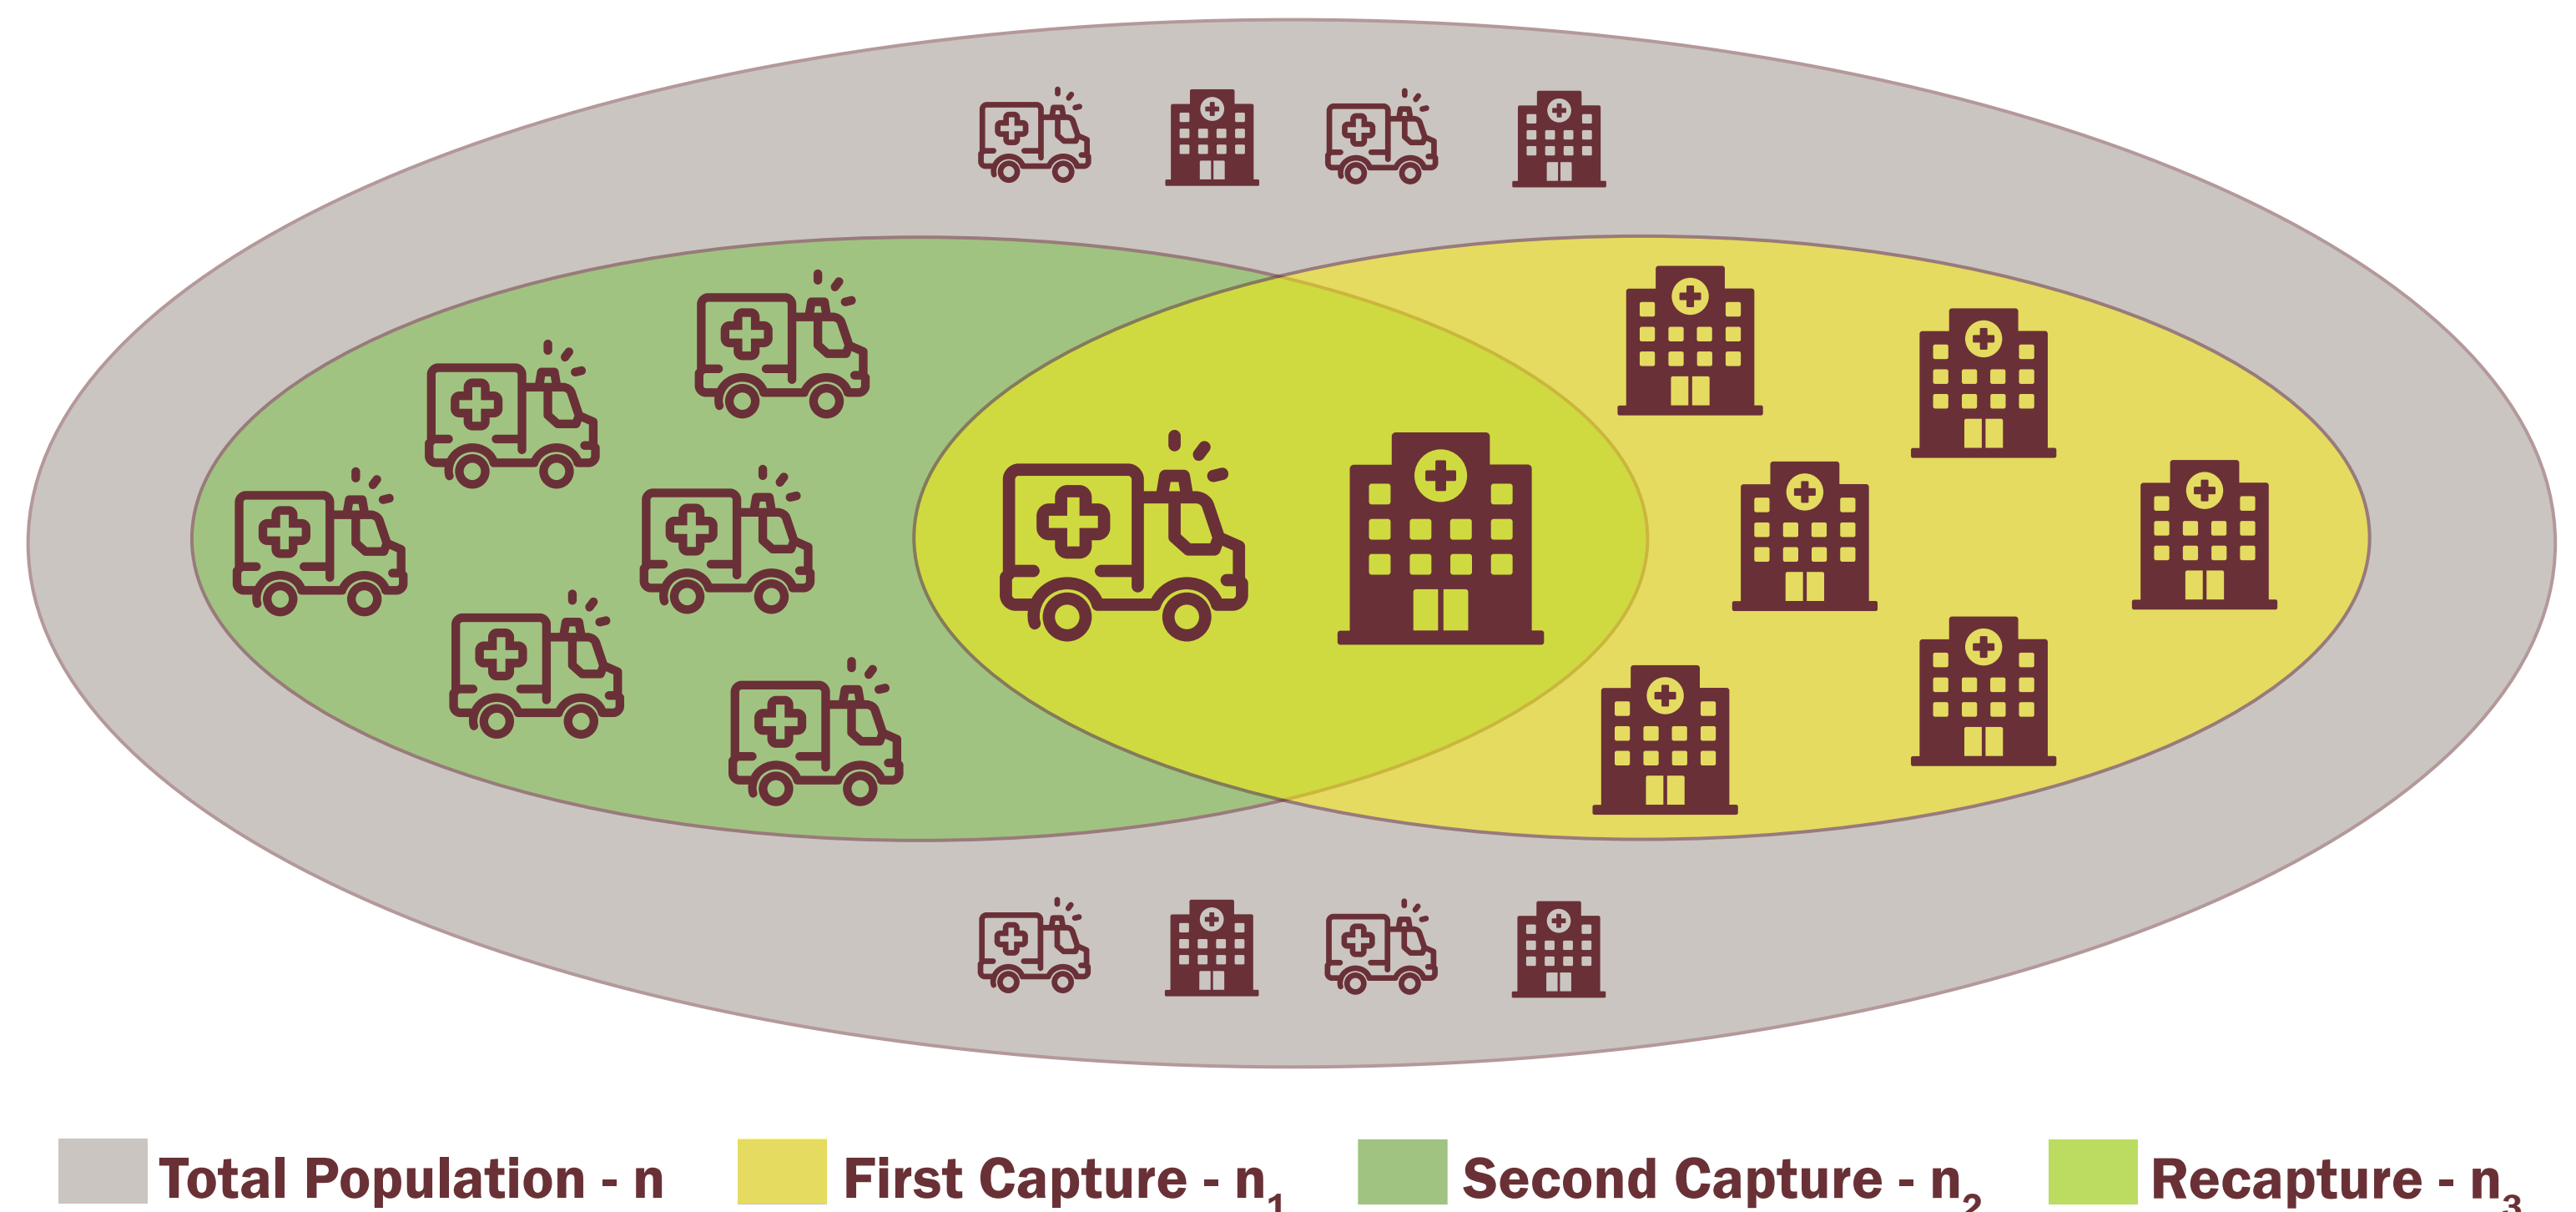 Total Population - n
First Capture - n₁
Second Capture - n₂
Recapture - n₃